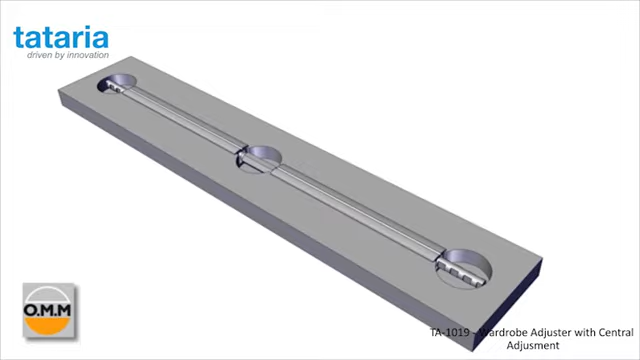 tataria
driven by innovation
O.M.M
TA-1019 - Wardrobe Adjuster with Central
Adjusment